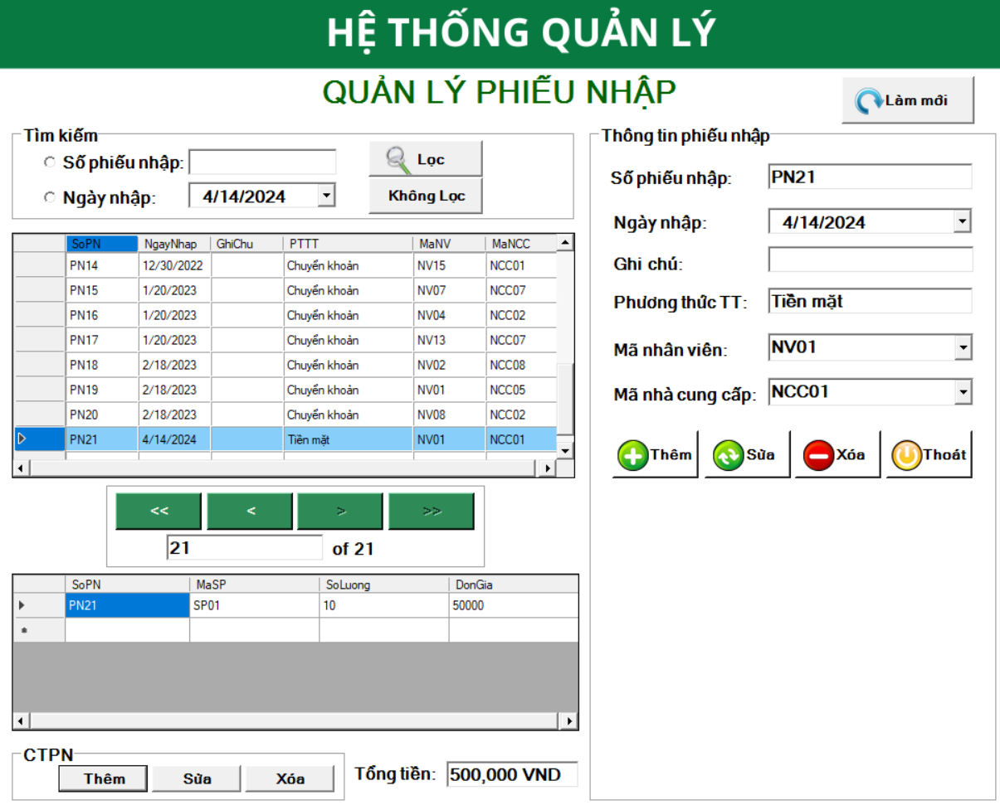 HỆ THỐNG QUẢN LÝ
QUẢN LÝ PHIẾU NHẬP
Làm mới
Tìm kiếm
Số phiếu nhập:
Lọc
Ngày nhập: 4/14/2024
Không Lọc
SoPN NgayNhap GhiChu PTTT MaNV MaNCC
PN14 12/30/2022 Chuyển khoản NV15 NCC01
PN15 1/20/2023 Chuyển khoản NV07 NCC07
PN16 1/20/2023 Chuyển khoản NV04 NCC02
PN17 1/20/2023 Chuyển khoản NV13 NCC07
PN18 2/18/2023 Chuyển khoản NV02 NCC08
PN19 2/18/2023 Chuyển khoản NV01 NCC05
PN20 2/18/2023 Chuyển khoản NV08 NCC02
PN21 4/14/2024 Tiền mặt NV01 NCC01
<< < > >>
21 of 21
SoPN MaSP SoLuong DonGia
PN21 SP01 10 50000
CTPN
Thêm Sửa Xóa
Tổng tiền: 500,000 VND
Thông tin phiếu nhập
Số phiếu nhập: PN21
Ngày nhập: 4/14/2024
Ghi chú:
Phương thức TT: Tiền mặt
Mã nhân viên: NV01
Mã nhà cung cấp: NCC01
Thêm Sửa Xóa Thoát